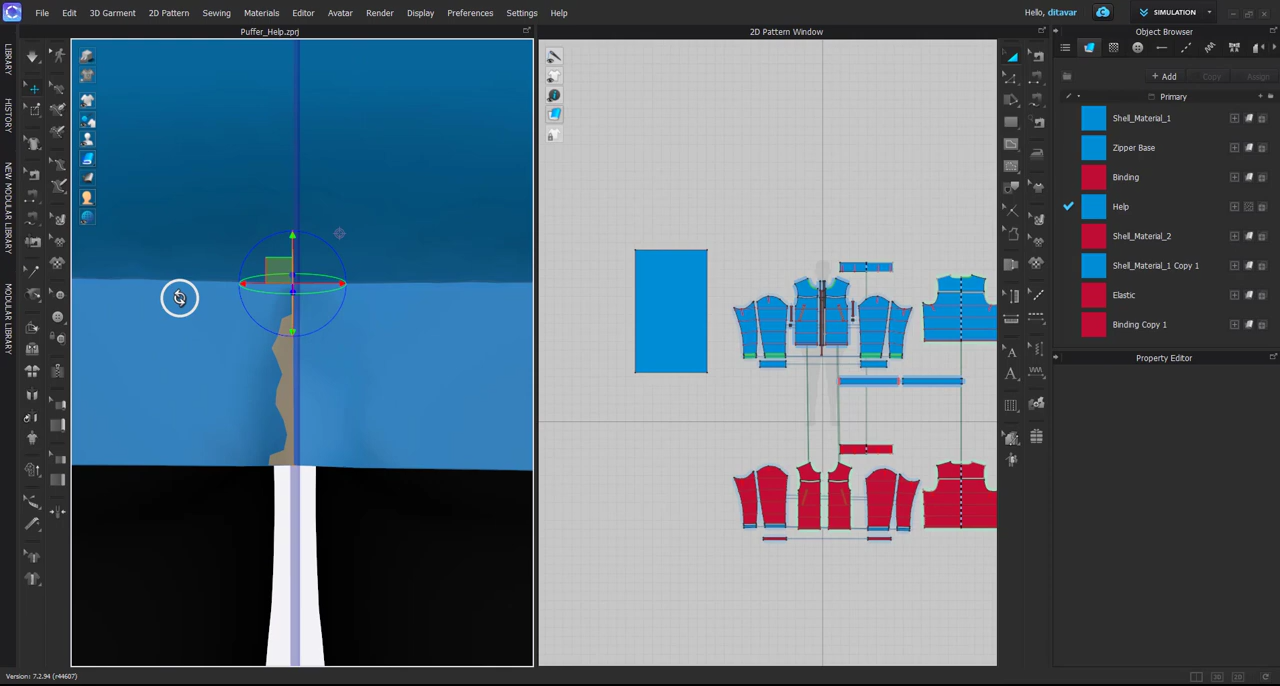 File Edit 3D Garment 2D Pattern Sewing Materials Editor Avatar Render Display Preferences Settings Help
Hello, ditavar
SIMULATION
Puffer_Help.zprj
2D Pattern Window
Object Browser
LIBRARY
HISTORY
NEW MODULAR LIBRARY
MODULAR LIBRARY
+ Add Copy Assign
Primary
Shell_Material_1
Zipper Base
Binding
Help
Shell_Material_2
Shell_Material_1 Copy 1
Elastic
Binding Copy 1
Property Editor
Version: 7.2.94 (r44607)
3D
2D